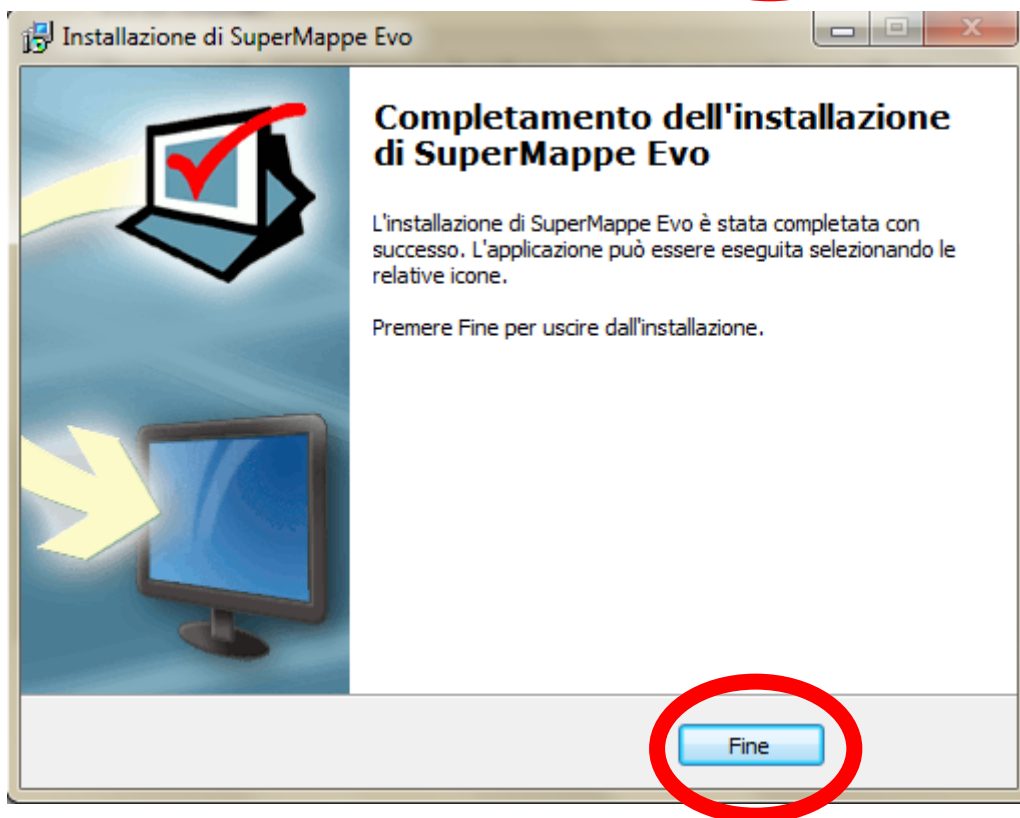 Installazione di SuperMappe Evo
Completamento dell'installazione
di SuperMappe Evo
L'installazione di SuperMappe Evo è stata completata con
successo. L'applicazione può essere eseguita selezionando le
relative icone.
Premere Fine per uscire dall'installazione.
Fine